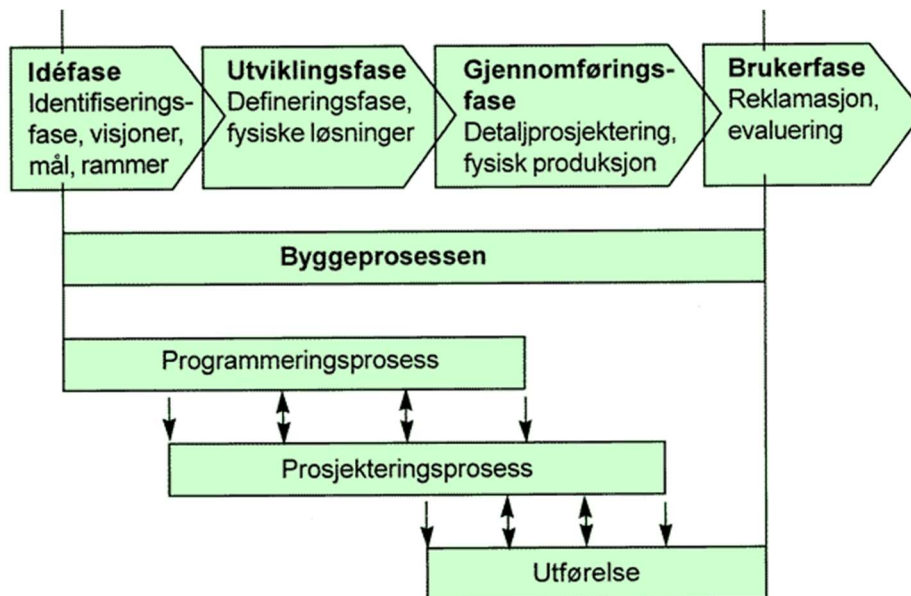 Idéfase
Identifiserings-
fase, visjoner,
mål, rammer
Utviklingsfase
Defineringsfase,
fysiske løsninger
Gjennomførings-
fase
Detaljprosjektering,
fysisk produksjon
Brukerfase
Reklamasjon,
evaluering
Byggeprosessen
Programmeringsprosess
Prosjekteringsprosess
Utførelse